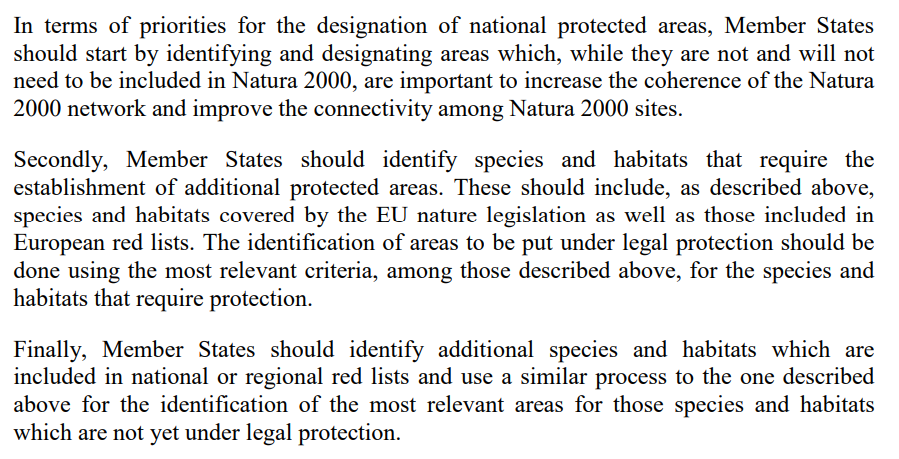 In terms of priorities for the designation of national protected areas, Member States
should start by identifying and designating areas which, while they are not and will not
need to be included in Natura 2000, are important to increase the coherence of the Natura
2000 network and improve the connectivity among Natura 2000 sites.
Secondly, Member States should identify species and habitats that require the
establishment of additional protected areas. These should include, as described above,
species and habitats covered by the EU nature legislation as well as those included in
European red lists. The identification of areas to be put under legal protection should be
done using the most relevant criteria, among those described above, for the species and
habitats that require protection.
Finally, Member States should identify additional species and habitats which are
included in national or regional red lists and use a similar process to the one described
above for the identification of the most relevant areas for those species and habitats
which are not yet under legal protection.